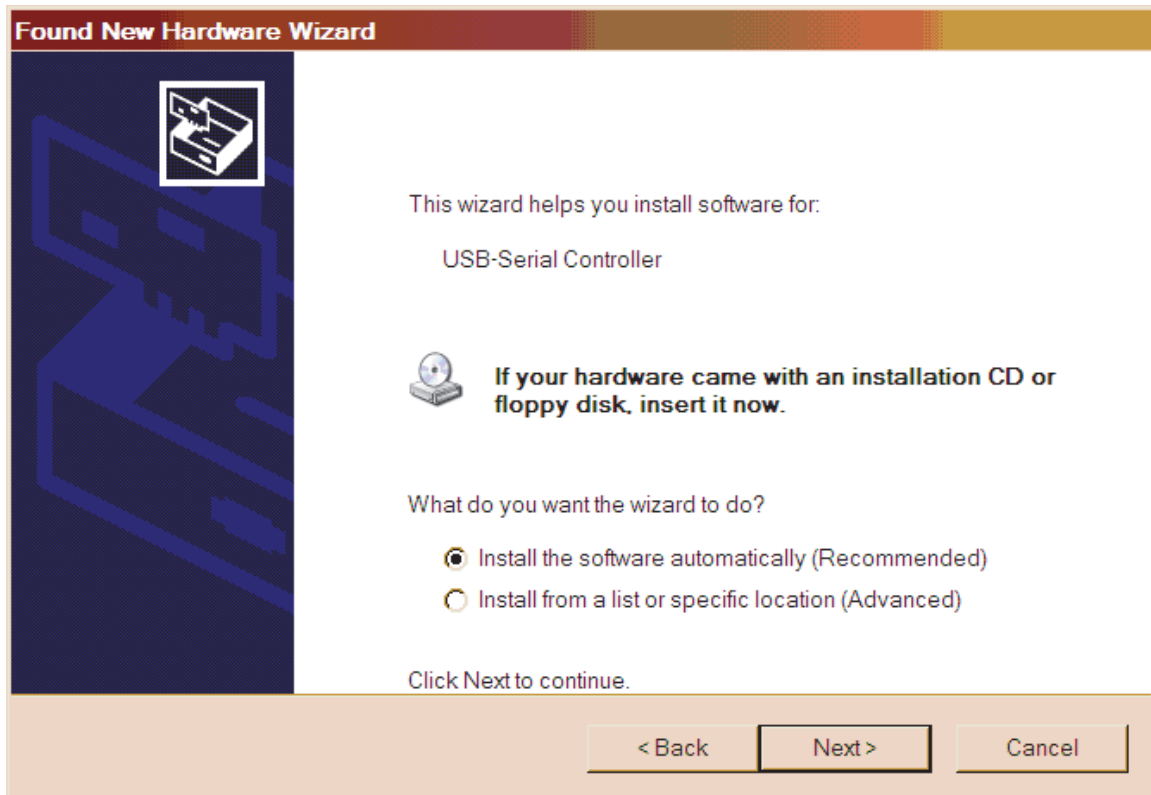 Found New Hardware Wizard
This wizard helps you install software for:
USB-Serial Controller
If your hardware came with an installation CD or
floppy disk, insert it now.
What do you want the wizard to do?
Install the software automatically (Recommended)
Install from a list or specific location (Advanced)
Click Next to continue.
< Back
Next >
Cancel